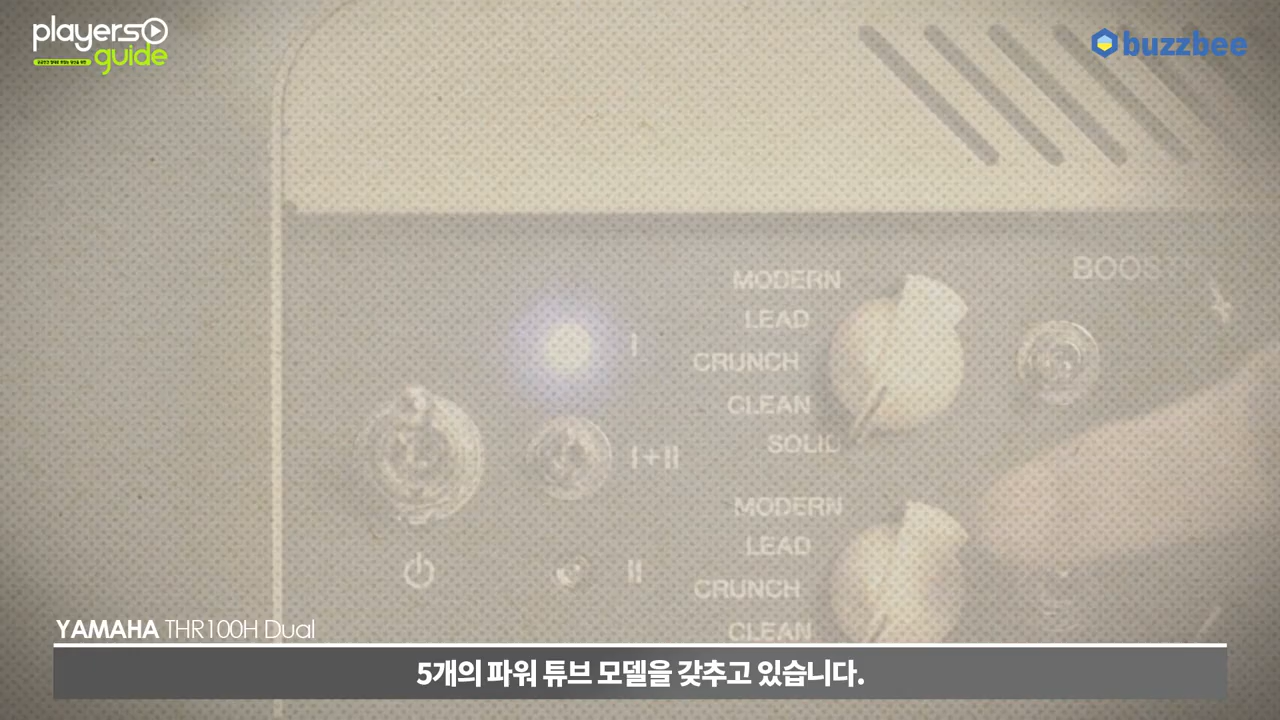 players
guide
buzzbee
MODERN
BOOST
LEAD
I
CRUNCH
CLEAN
SOLID
I+II
MODERN
LEAD
II
CRUNCH
CLEAN
YAMAHA THR100H Dual
5개의 파워 튜브 모델을 갖추고 있습니다.